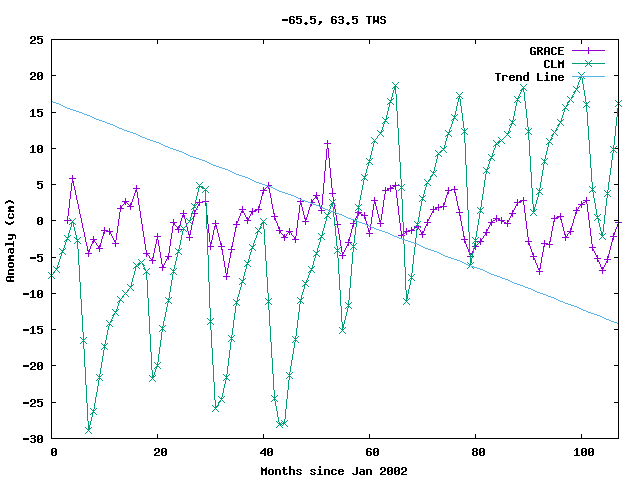 -65.5, 63.5 TWS
GRACE
CLM
Trend Line
25
20
15
10
5
0
-5
-10
-15
-20
-25
-30
Anomaly (cm)
0 20 40 60 80 100
Months since Jan 2002